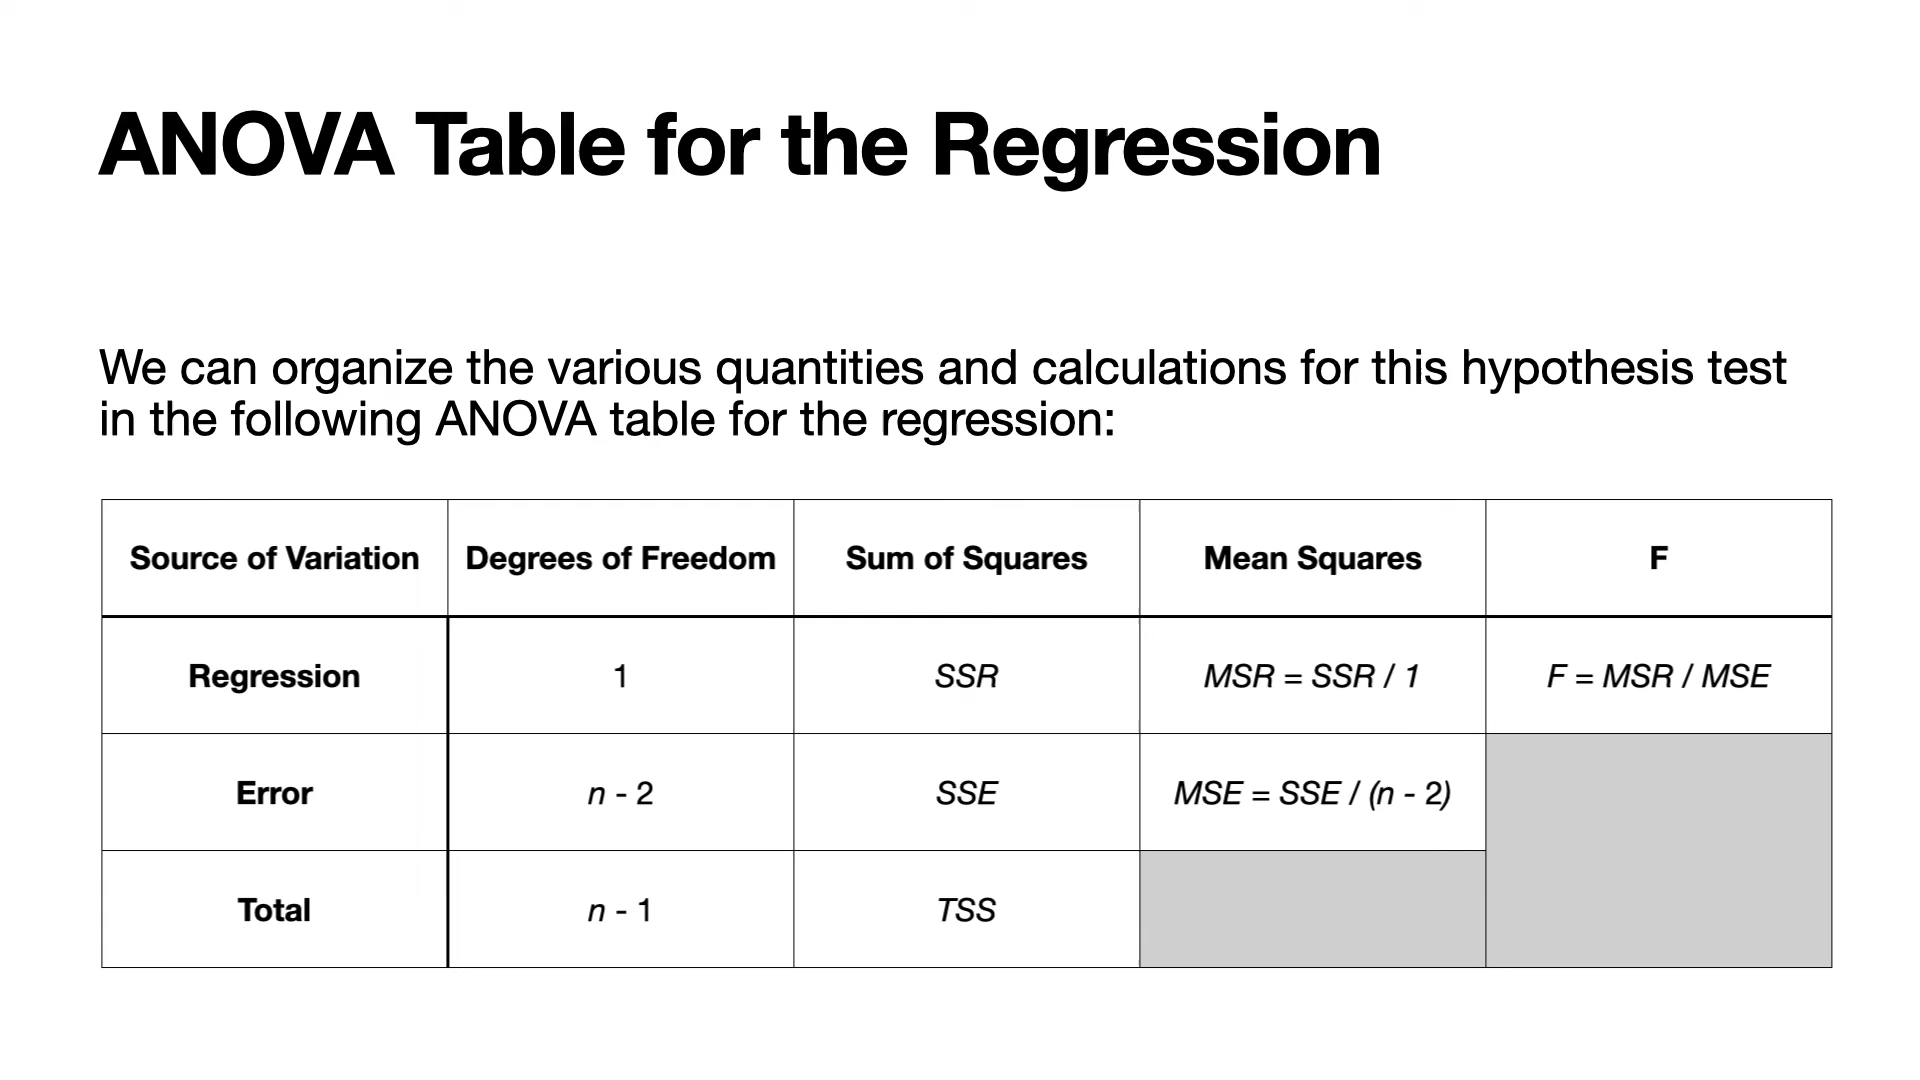 ANOVA Table for the Regression
We can organize the various quantities and calculations for this hypothesis test
in the following ANOVA table for the regression:
Source of Variation Degrees of Freedom Sum of Squares Mean Squares F
Regression 1 SSR MSR = SSR / 1 F = MSR / MSE
Error n - 2 SSE MSE = SSE / (n - 2)
Total n - 1 TSS